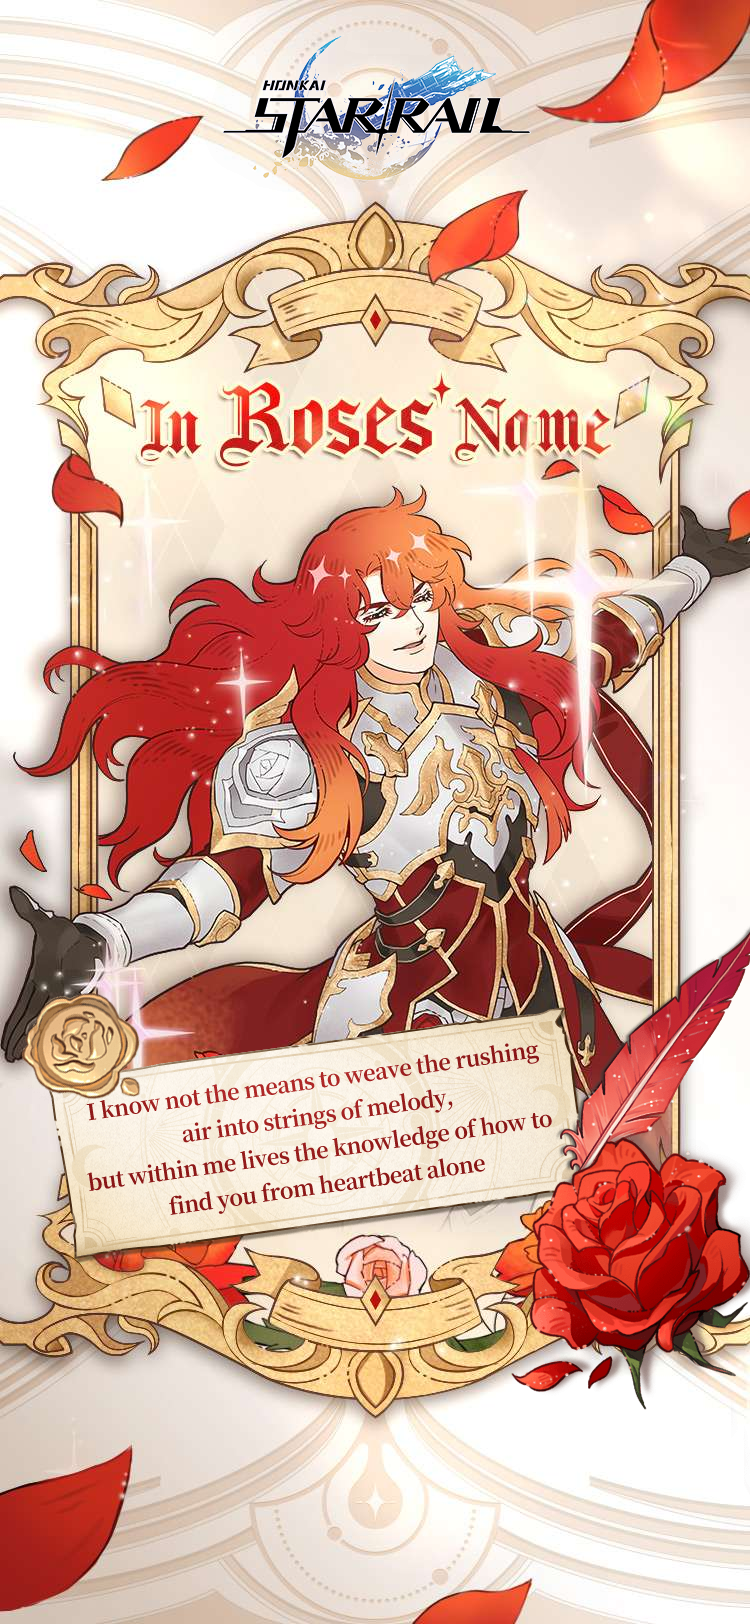 HONKAI
STAR RAIL
In Roses' Name
I know not the means to weave the rushing
air into strings of melody,
but within me lives the knowledge of how to
find you from heartbeat alone